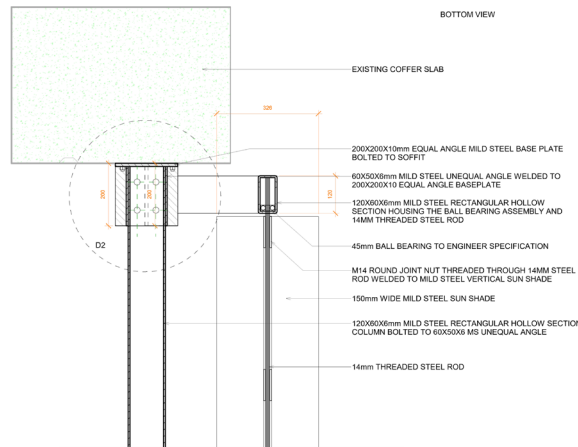 BOTTOM VIEW
EXISTING COFFER SLAB
326
200X200X10mm EQUAL ANGLE MILD STEEL BASE PLATE
BOLTED TO SOFFIT
60X50X6mm MILD STEEL UNEQUAL ANGLE WELDED TO
200X200X10 EQUAL ANGLE BASEPLATE
200
200
120
120X60X6mm MILD STEEL RECTANGULAR HOLLOW
SECTION HOUSING THE BALL BEARING ASSEMBLY AND
14MM THREADED STEEL ROD
D2
45mm BALL BEARING TO ENGINEER SPECIFICATION
M14 ROUND JOINT NUT THREADED THROUGH 14MM STEEL
ROD WELDED TO MILD STEEL VERTICAL SUN SHADE
150mm WIDE MILD STEEL SUN SHADE
120X60X6mm MILD STEEL RECTANGULAR HOLLOW SECTION
COLUMN BOLTED TO 60X50X6 MS UNEQUAL ANGLE
14mm THREADED STEEL ROD